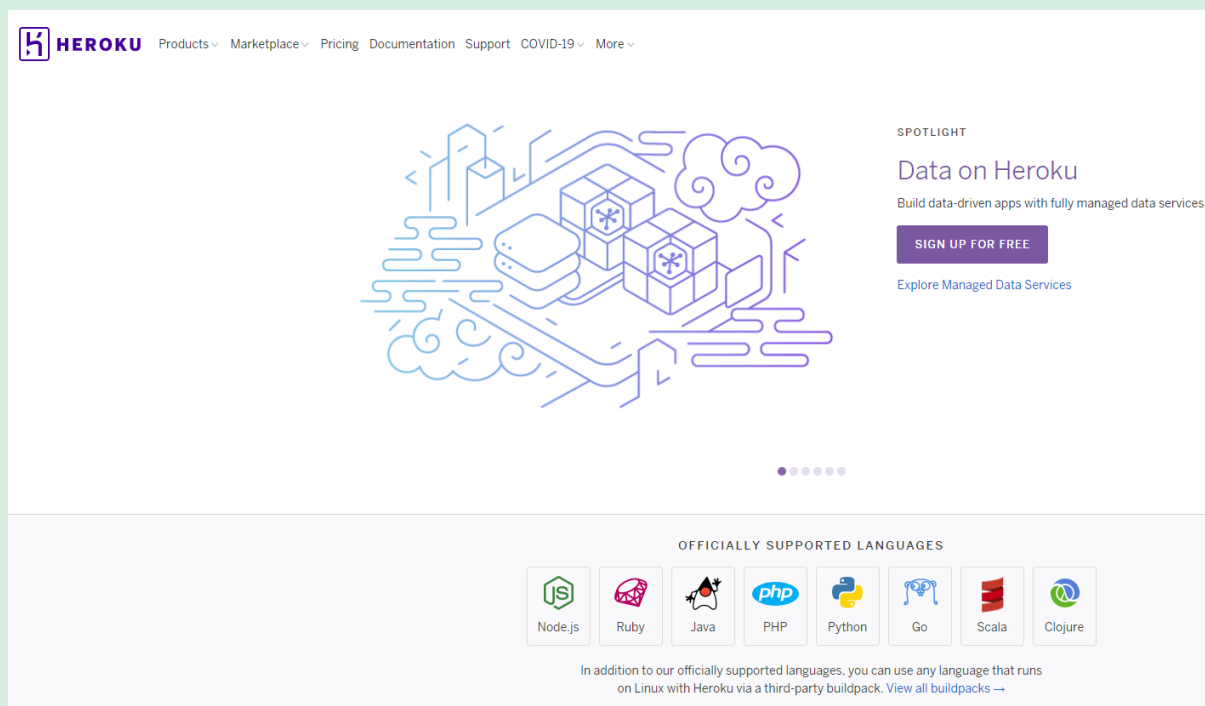 HEROKU Products Marketplace Pricing Documentation Support COVID-19 More
SPOTLIGHT
Data on Heroku
Build data-driven apps with fully managed data services
SIGN UP FOR FREE
Explore Managed Data Services
OFFICIALLY SUPPORTED LANGUAGES
JS php
Node.js Ruby Java PHP Python Go Scala Clojure
In addition to our officially supported languages, you can use any language that runs
on Linux with Heroku via a third-party buildpack. View all buildpacks →